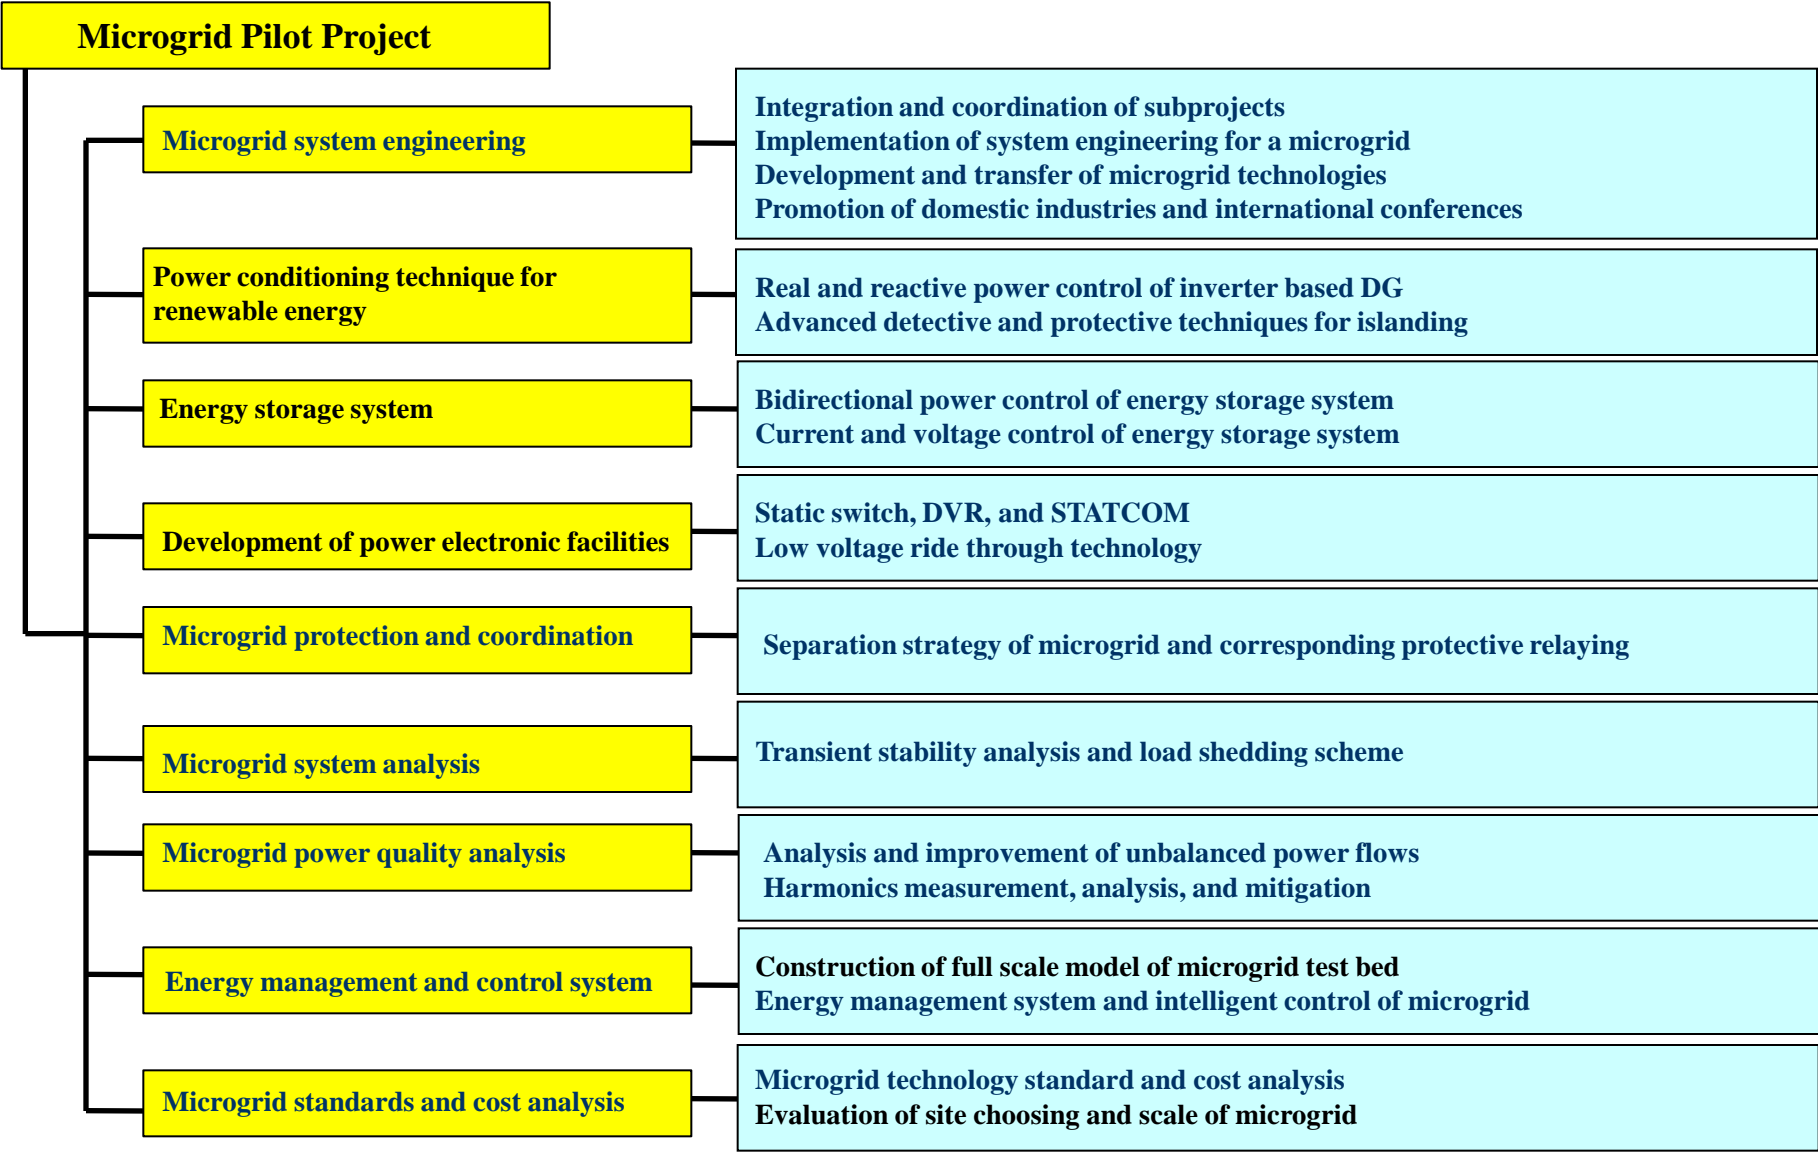 Microgrid Pilot Project
Microgrid system engineering
Integration and coordination of subprojects
Implementation of system engineering for a microgrid
Development and transfer of microgrid technologies
Promotion of domestic industries and international conferences
Power conditioning technique for
renewable energy
Real and reactive power control of inverter based DG
Advanced detective and protective techniques for islanding
Energy storage system
Bidirectional power control of energy storage system
Current and voltage control of energy storage system
Development of power electronic facilities
Static switch, DVR, and STATCOM
Low voltage ride through technology
Microgrid protection and coordination
Separation strategy of microgrid and corresponding protective relaying
Microgrid system analysis
Transient stability analysis and load shedding scheme
Microgrid power quality analysis
Analysis and improvement of unbalanced power flows
Harmonics measurement, analysis, and mitigation
Energy management and control system
Construction of full scale model of microgrid test bed
Energy management system and intelligent control of microgrid
Microgrid standards and cost analysis
Microgrid technology standard and cost analysis
Evaluation of site choosing and scale of microgrid